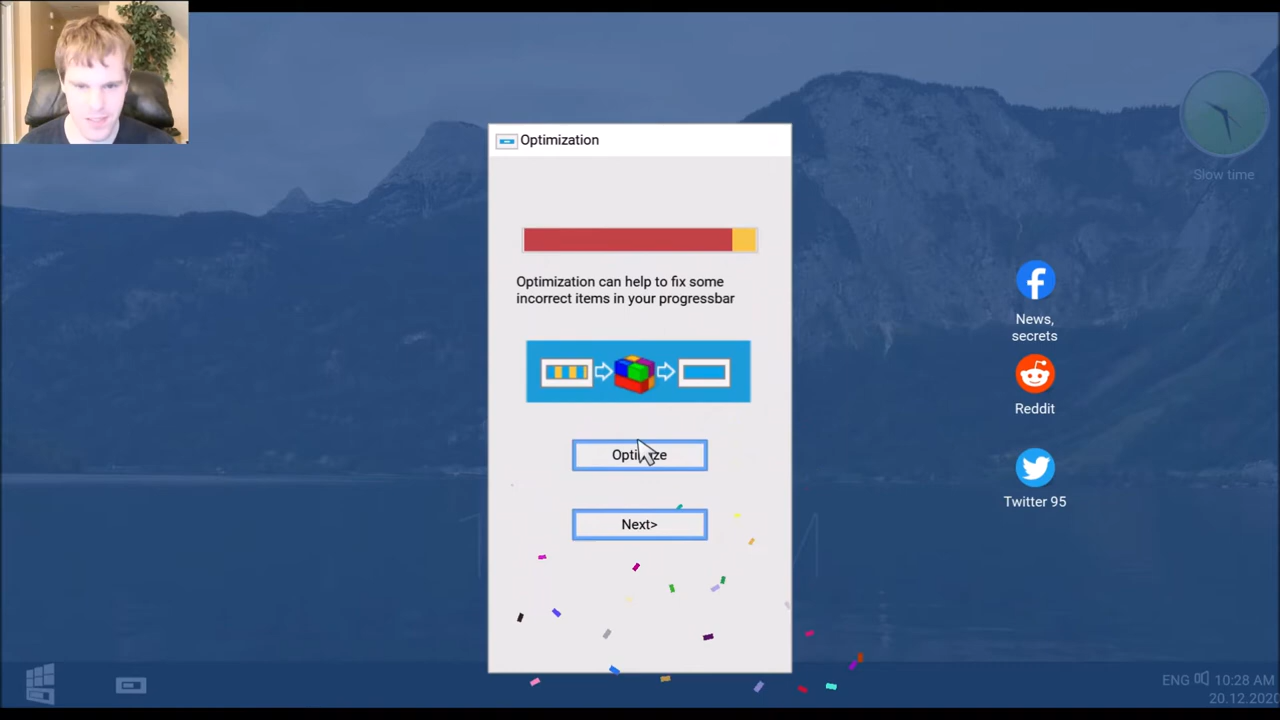 Optimization
Slow time
Optimization can help to fix some
incorrect items in your progressbar
News,
secrets
Reddit
Optimize
Twitter 95
Next>
ENG 10:28 AM
20.12.2020